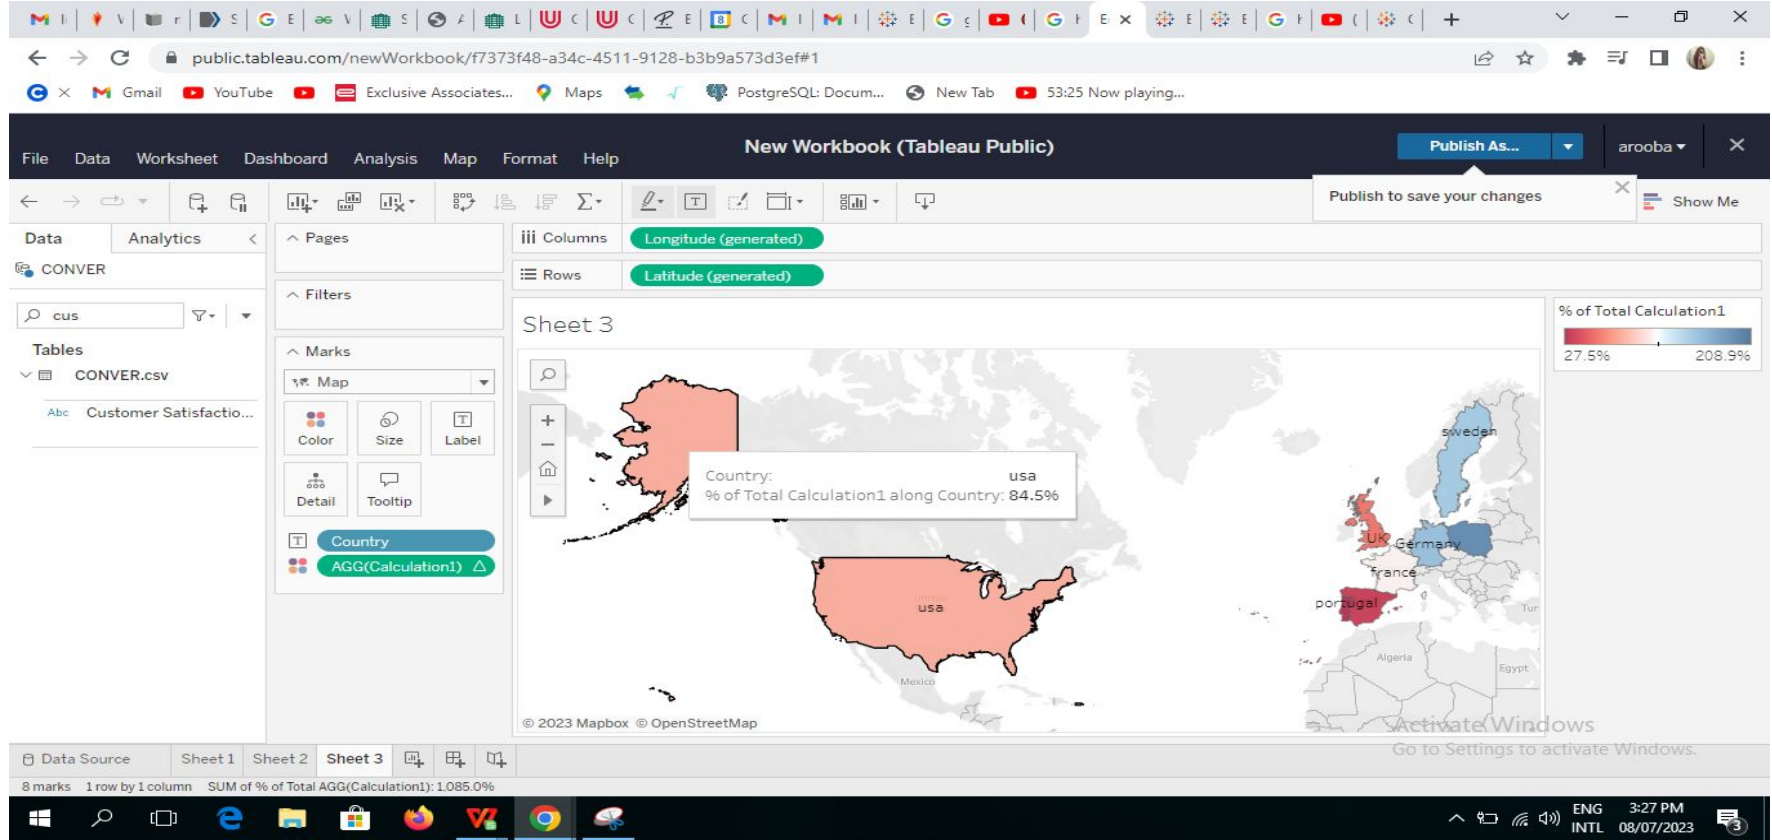 public.tableau.com/newWorkbook/f7373f48-a34c-4511-9128-b3b9a573d3ef#1
Gmail YouTube Exclusive Associates... Maps PostgreSQL: Docum... New Tab 53:25 Now playing...
New Workbook (Tableau Public)
Publish As... arooba
File Data Worksheet Dashboard Analysis Map Format Help
Publish to save your changes
Show Me
Data Analytics
Pages
Columns Longitude (generated)
CONVER
Rows Latitude (generated)
Filters
cus
Sheet 3
% of Total Calculation1
27.5% 208.9%
Tables
Marks
CONVER.csv
Map
Abc Customer Satisfactio...
Color Size Label
Detail Tooltip
Country
AGG(Calculation1)
Country: usa
% of Total Calculation1 along Country: 84.5%
sweden
UK
Germany
france
portugal
usa
Mexico
Algeria
Egypt
Tur
© 2023 Mapbox © OpenStreetMap
Activate Windows
Go to Settings to activate Windows.
Data Source Sheet 1 Sheet 2 Sheet 3
8 marks 1 row by 1 column SUM of % of Total AGG(Calculation1): 1,085.0%
ENG 3:27 PM
INTL 08/07/2023
3